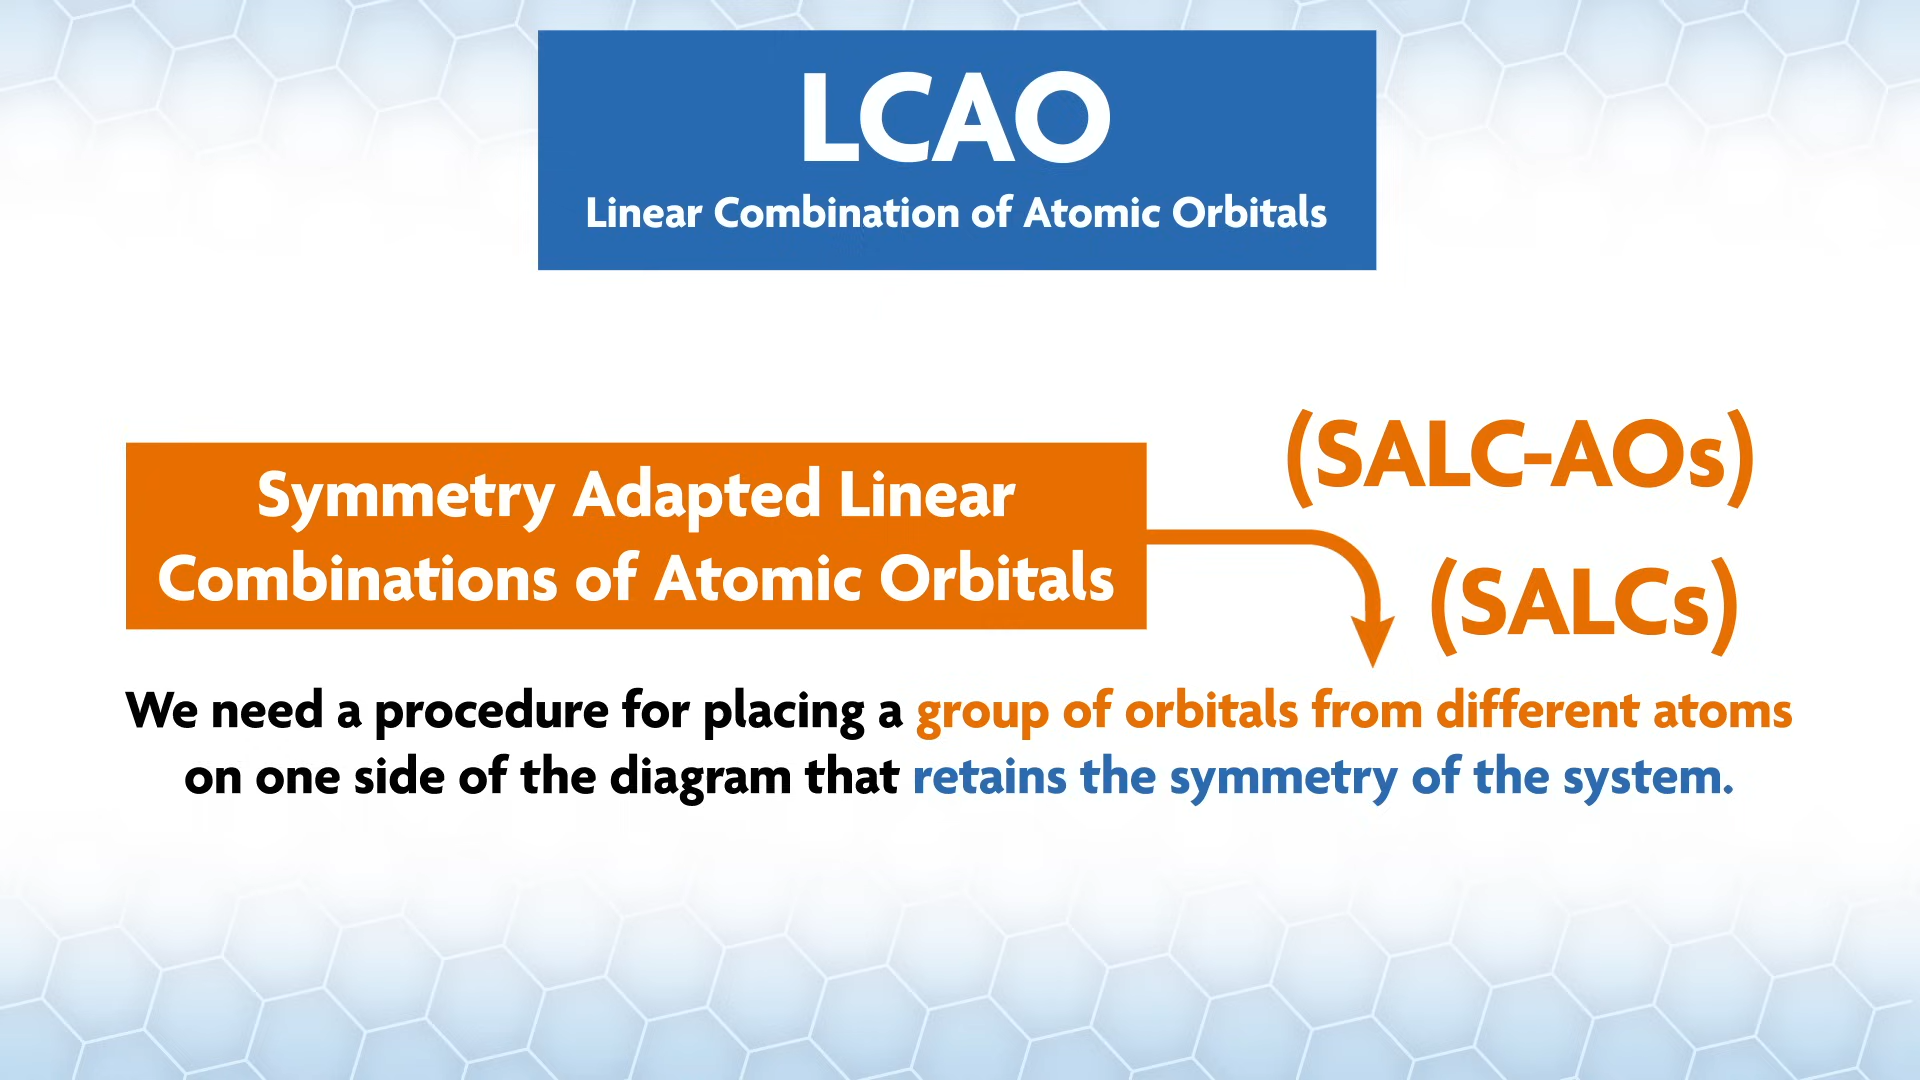 LCAO
Linear Combination of Atomic Orbitals
Symmetry Adapted Linear
Combinations of Atomic Orbitals
(SALC-AOs)
(SALCs)
We need a procedure for placing a group of orbitals from different atoms
on one side of the diagram that retains the symmetry of the system.